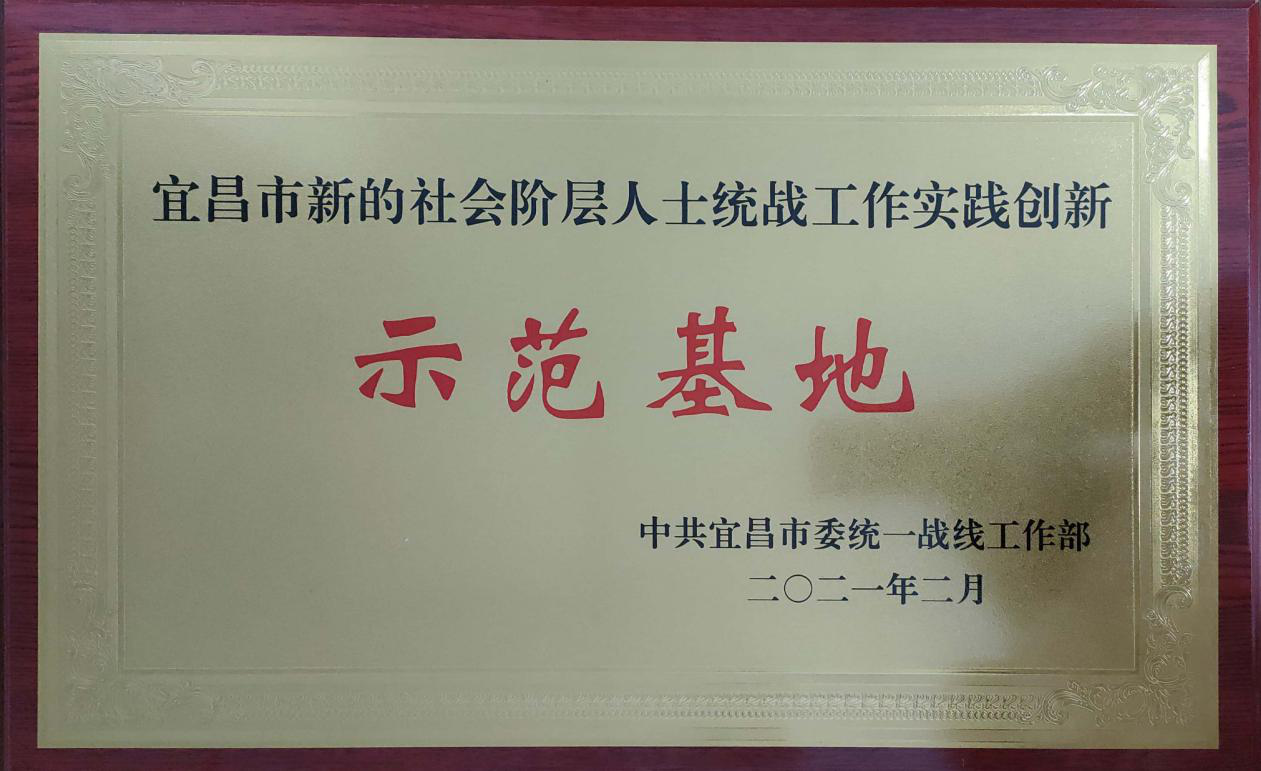 宜昌市新的社会阶层人士统战工作实践创新
示范基地
中共宜昌市委统一战线工作部
二〇二一年二月